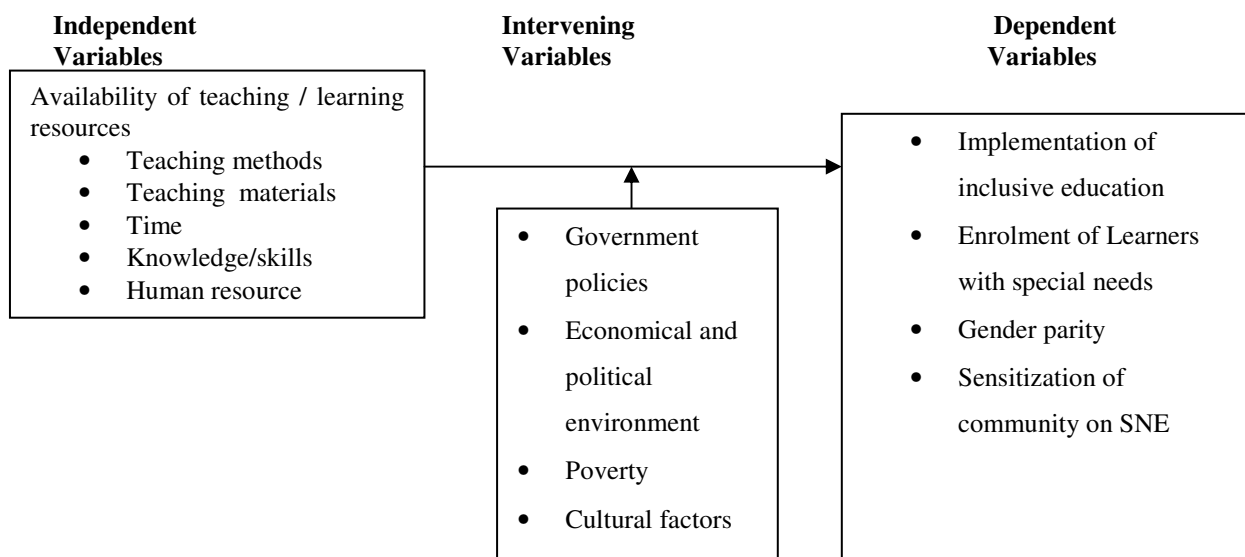 Independent
Variables
Intervening
Variables
Dependent
Variables
Availability of teaching / learning
resources
• Teaching methods
• Teaching materials
• Time
• Knowledge/skills
• Human resource
• Government
policies
• Economical and
political
environment
• Poverty
• Cultural factors
• Implementation of
inclusive education
• Enrolment of Learners
with special needs
• Gender parity
• Sensitization of
community on SNE